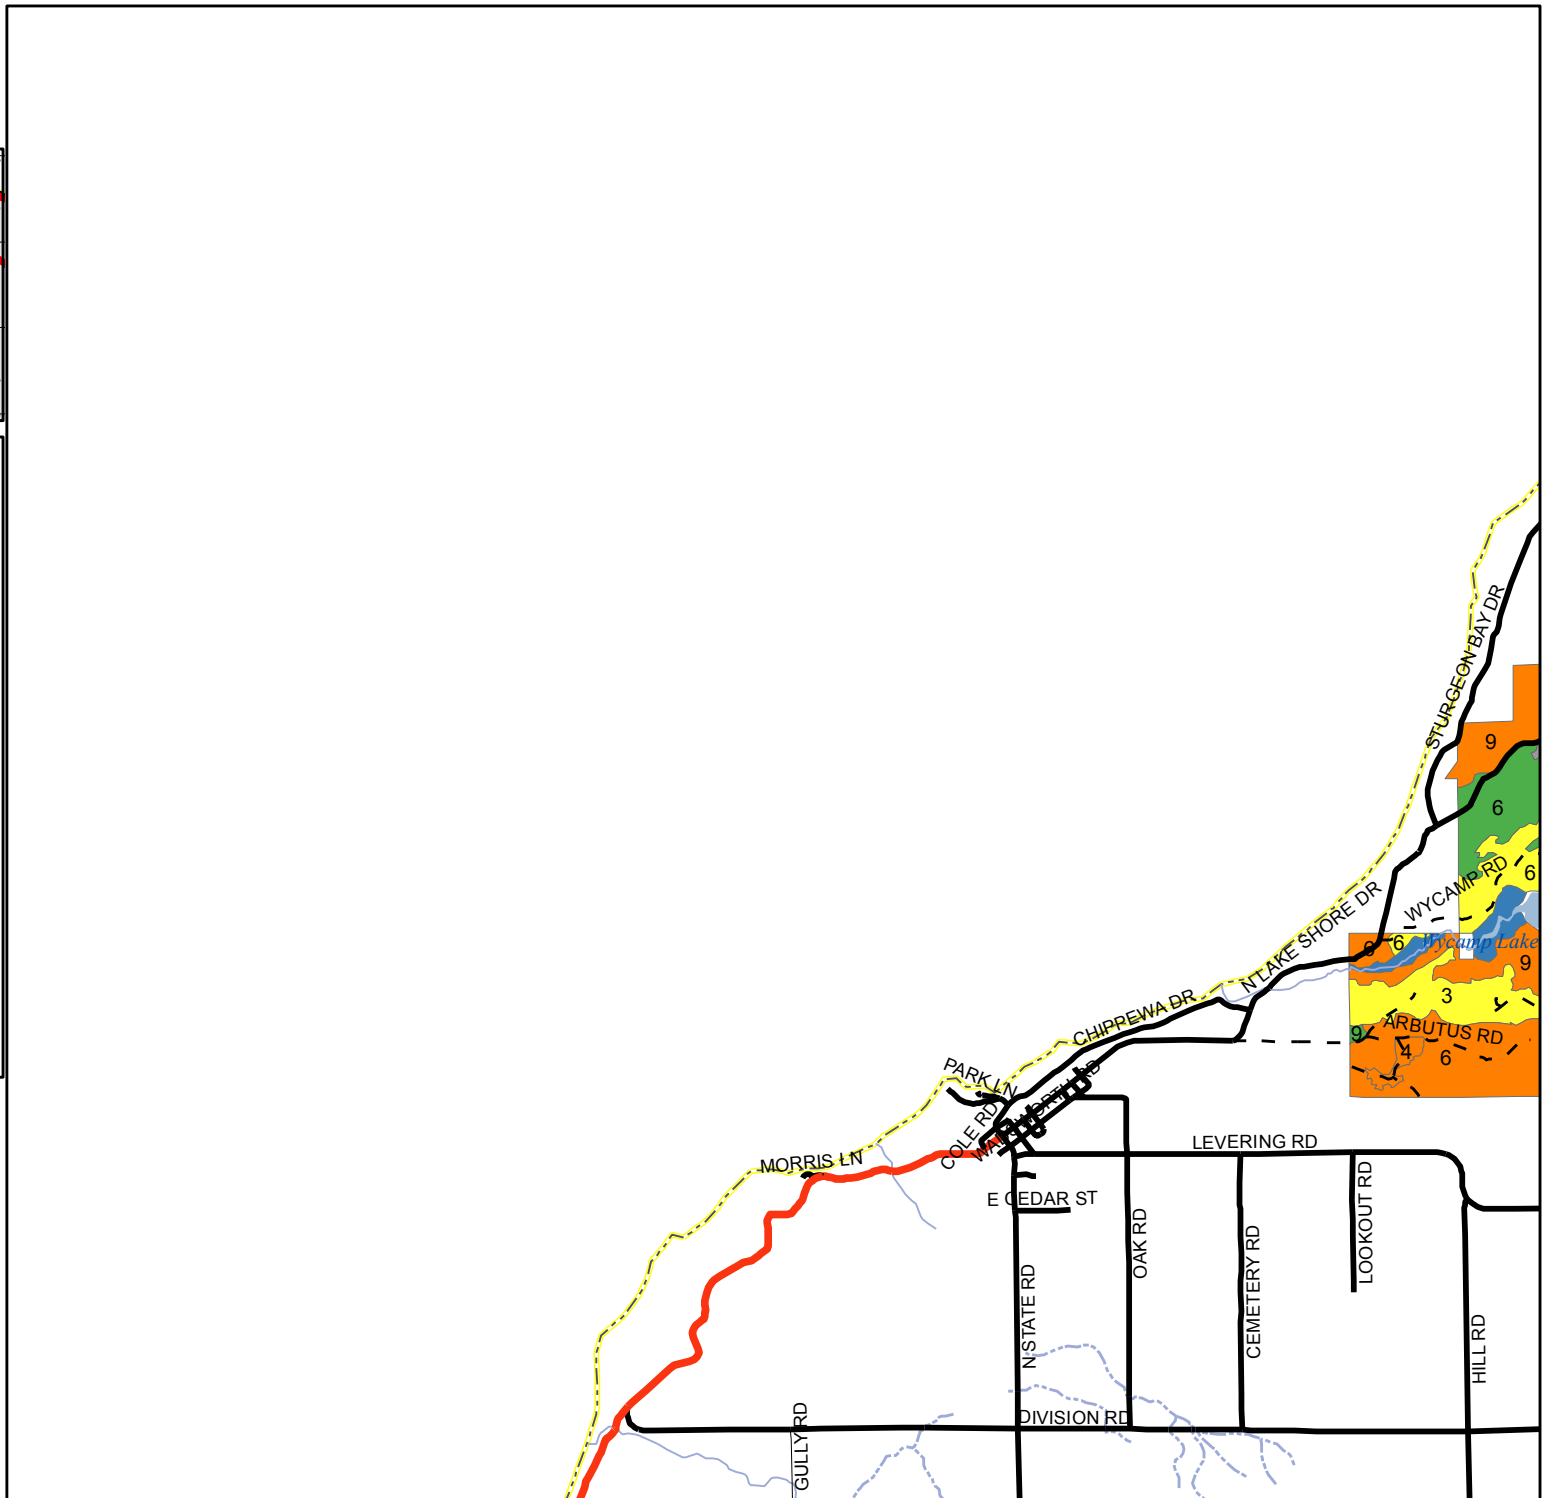 STURGEON BAY DR
9
6
6
WYCAMP RD
N LAKE SHORE DR
6
6
Wycamp Lake
9
3
CHIPPEWA DR
9
ARBUTUS RD
4
6
PARK LN
COLE RD
WADSWORTH RD
MORRIS LN
LEVERING RD
E CEDAR ST
OAK RD
CEMETERY RD
LOOKOUT RD
N STATE RD
HILL RD
DIVISION RD
GULLY RD